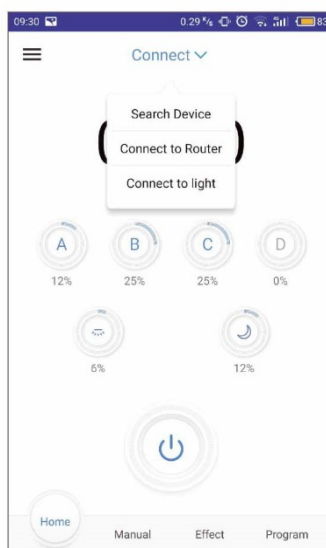 09:30 0.29 K/s 83
Connect
Search Device
Connect to Router
Connect to light
A B C D
12% 25% 25% 0%
6% 12%
Home Manual Effect Program